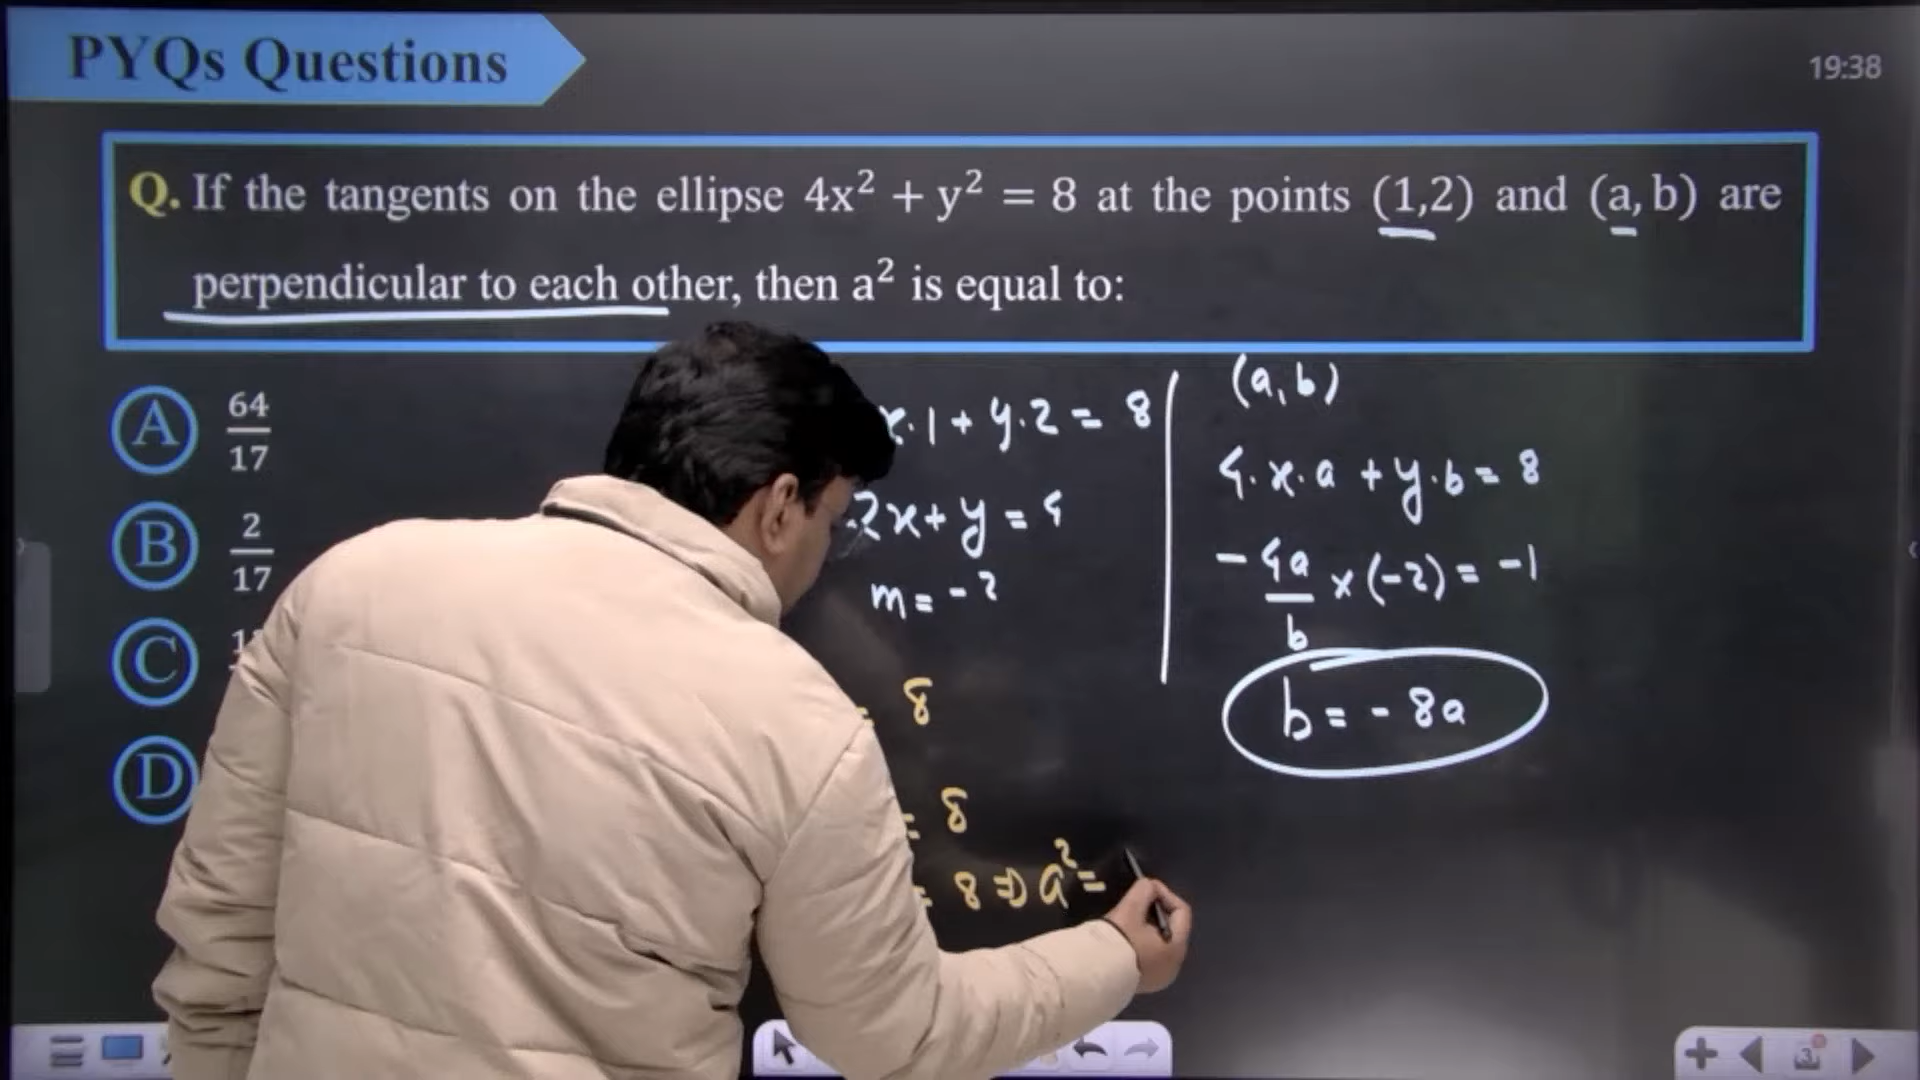 PYQs Questions
19:38
Q. If the tangents on the ellipse 4x² + y² = 8 at the points (1,2) and (a, b) are
perpendicular to each other, then a² is equal to:
A 64/17
B 2/17
C
D
x·1 + y·2 = 8
2x + y = 4
m = -2
= 8
= 8
= 8 ⇒ a² =
(a, b)
4·x·a + y·b = 8
-4a/b × (-2) = -1
b = -8a
3